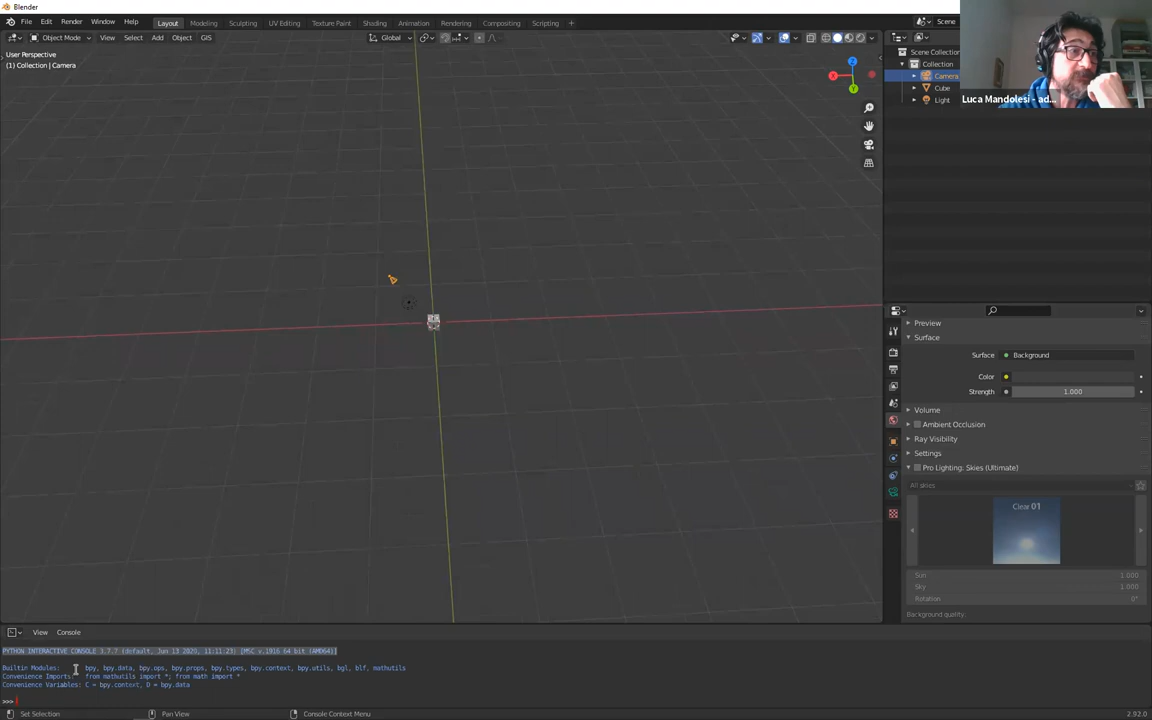 Blender
File Edit Render Window Help
Layout Modeling Sculpting UV Editing Texture Paint Shading Animation Rendering Compositing Scripting +
Scene
Object Mode View Select Add Object GIS
Global
User Perspective
(1) Collection | Camera
Scene Collection
Collection
Camera
Cube
Light
Luca Mandolesi - ad...
X
Y
Z
Preview
Surface
Surface Background
Color
Strength 1.000
Volume
Ambient Occlusion
Ray Visibility
Settings
Pro Lighting: Skies (Ultimate)
All skies
Clear 01
Sun: 1.000
Sky 1.000
Rotation 0°
Background quality:
View Console
PYTHON INTERACTIVE CONSOLE 3.7.7 (default, Jun 13 2020, 11:11:23) [MSC v.1916 64 bit (AMD64)]
Builtin Modules: bpy, bpy.data, bpy.ops, bpy.props, bpy.types, bpy.context, bpy.utils, bgl, blf, mathutils
Convenience Imports: from mathutils import *; from math import *
Convenience Variables: C = bpy.context, D = bpy.data
>>>
Set Selection Pan View Console Context Menu 2.92.0